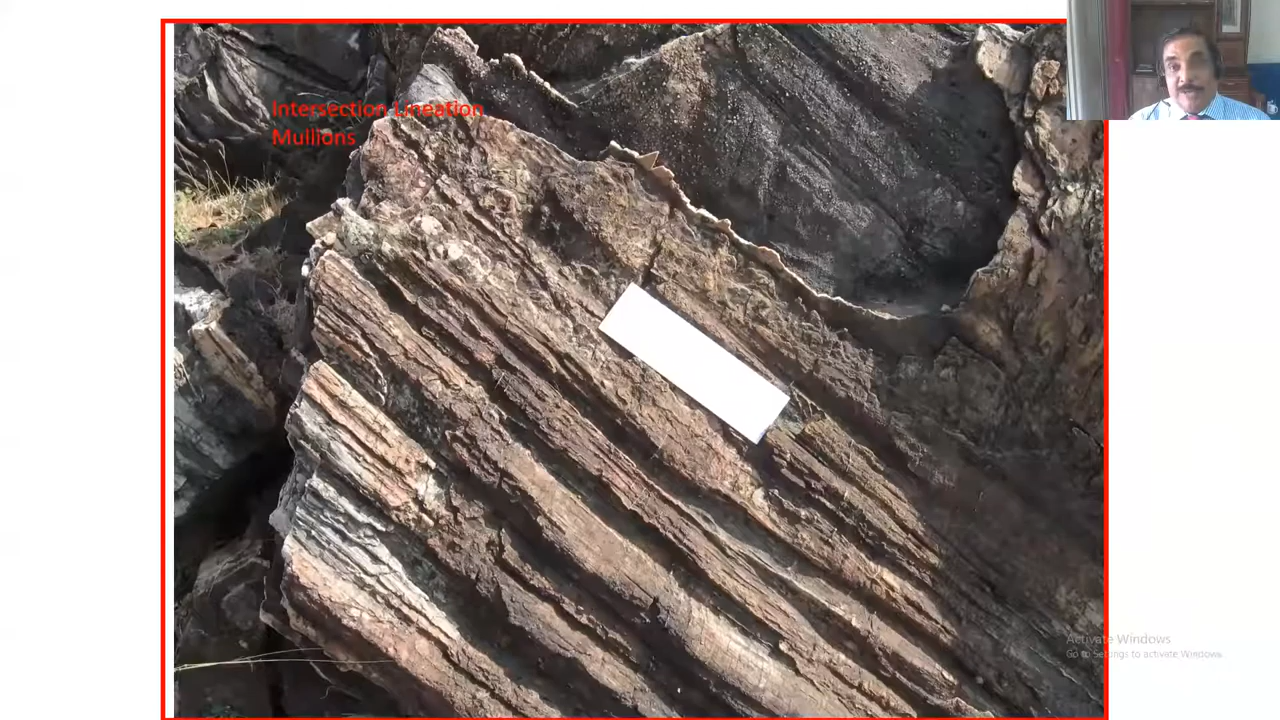 Intersection Lineation
Mullions
Activate Windows
Go to Settings to activate Windows.